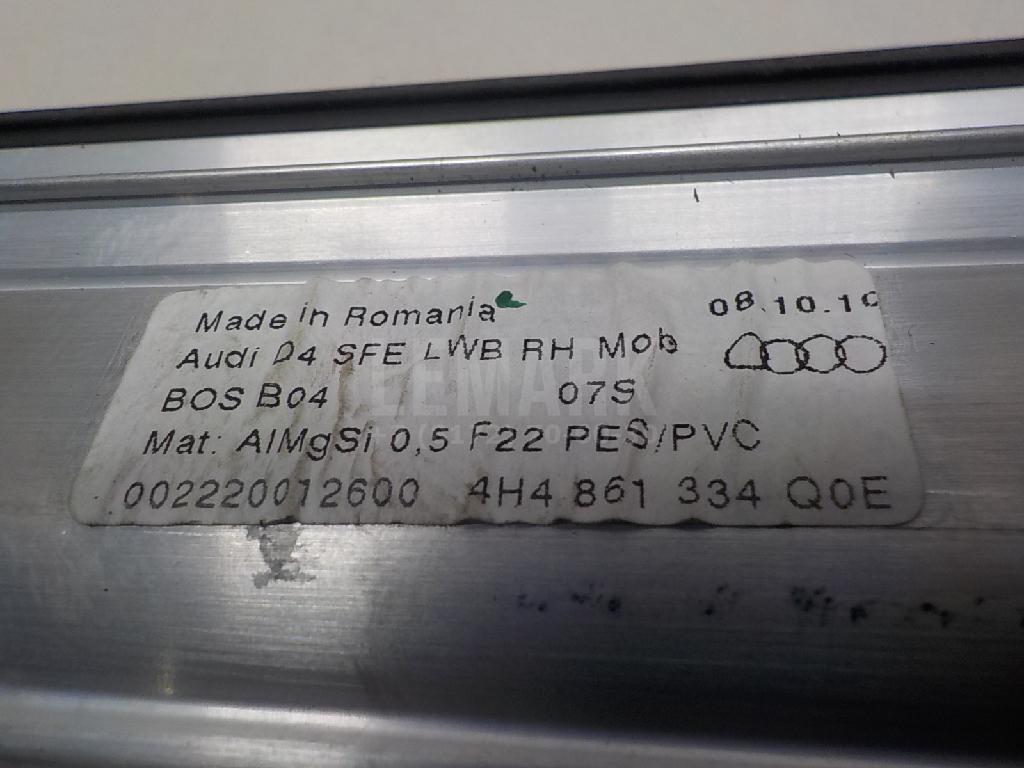 Made in Romania 08.10.10
Audi D4 SFE LWB RH Mob
BOS B04 07S
LEMARK
Mat: AlMgSi 0,5 F22 PES/PVC
002220012600 4H4 861 334 Q0E